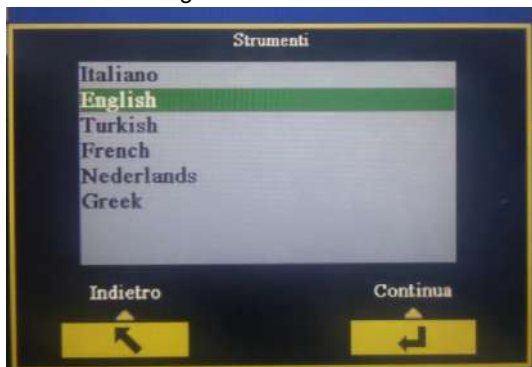 Strumenti
Italiano
English
Turkish
French
Nederlands
Greek
Indietro
Continua